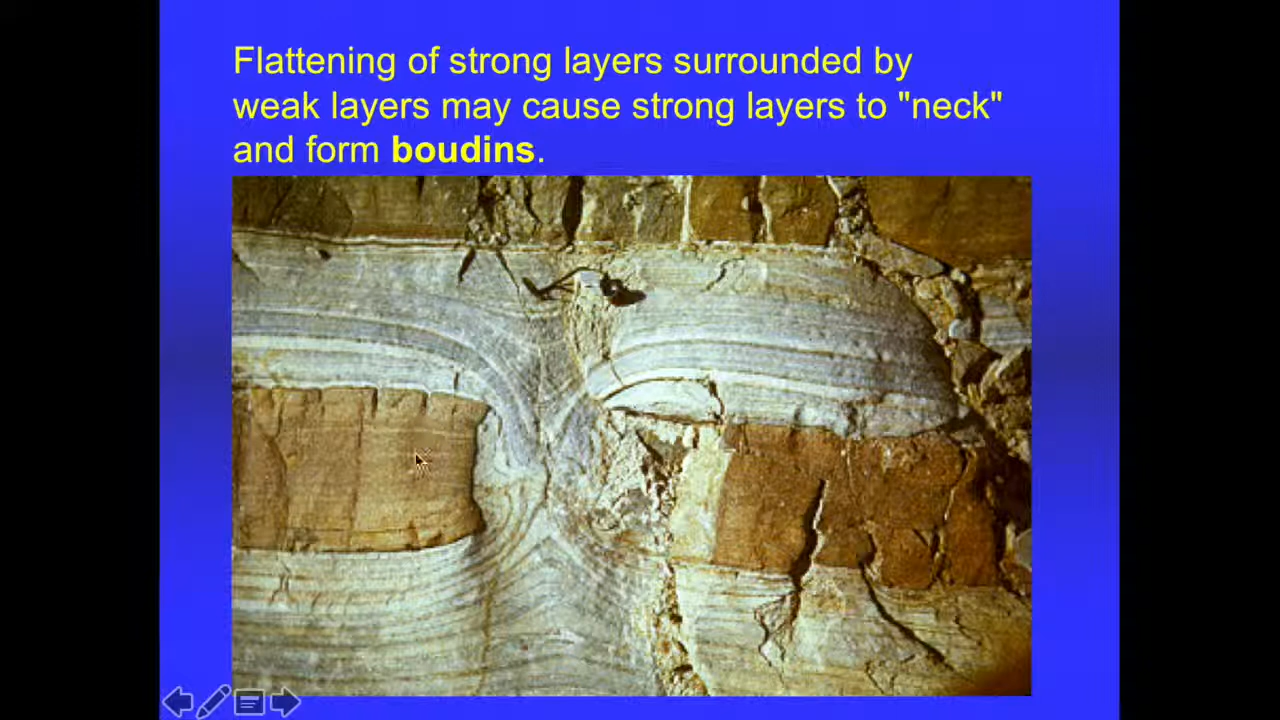 Flattening of strong layers surrounded by
weak layers may cause strong layers to "neck"
and form boudins.